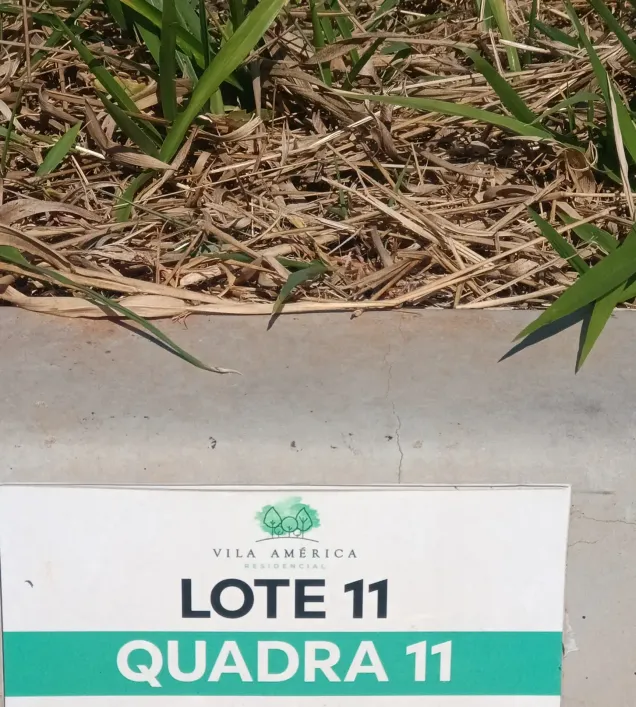 VILA AMÉRICA
RESIDENCIAL
LOTE 11
QUADRA 11